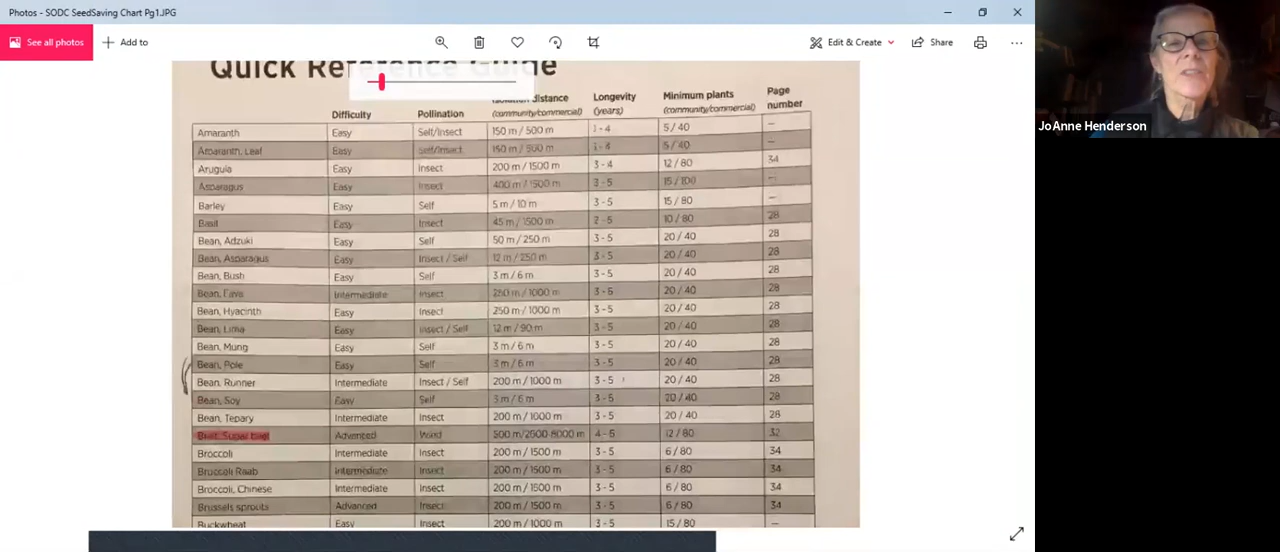 Photos - SODC SeedSaving Chart Pg1.JPG
See all photos
Add to
Edit & Create
Share
Quick Re de
distance Longevity Minimum plants Page
Difficulty Pollination (community/commercial) (years) (community/commercial) number
Amaranth Easy Self/Insect 150 m / 500 m 1 - 4 5 / 40 —
Amaranth, Leaf Easy Self/Insect 150 m / 500 m 1 - 4 5 / 40 —
Arugula Easy Insect 200 m / 1500 m 3 - 4 12 / 80 34
Asparagus Easy Insect 400 m / 1500 m 3 - 5 15 / 100 —
Barley Easy Self 5 m / 10 m 3 - 5 15 / 80 —
Basil Easy Insect 45 m / 1500 m 2 - 5 10 / 80 28
Bean, Adzuki Easy Self 50 m / 250 m 3 - 5 20 / 40 28
Bean, Asparagus Easy Insect / Self 12 m / 250 m 3 - 5 20 / 40 28
Bean, Bush Easy Self 3 m / 6 m 3 - 5 20 / 40 28
Bean, Fava Intermediate Insect 250 m / 1000 m 3 - 5 20 / 40 28
Bean, Hyacinth Easy Insect 250 m / 1000 m 3 - 5 20 / 40 28
Bean, Lima Easy Insect / Self 12 m / 90 m 3 - 5 20 / 40 28
Bean, Mung Easy Self 3 m / 6 m 3 - 5 20 / 40 28
Bean, Pole Easy Self 3 m / 6 m 3 - 5 20 / 40 28
Bean, Runner Intermediate Insect / Self 200 m / 1000 m 3 - 5 20 / 40 28
Bean, Soy Easy Self 3 m / 6 m 3 - 5 20 / 40 28
Bean, Tepary Intermediate Insect 200 m / 1000 m 3 - 5 20 / 40 28
Beet, Sugar beet Advanced Wind 500 m/2600-8000 m 4 - 5 12 / 80 32
Broccoli Intermediate Insect 200 m / 1500 m 3 - 5 6 / 80 34
Broccoli Raab Intermediate Insect 200 m / 1500 m 3 - 5 6 / 80 34
Broccoli, Chinese Intermediate Insect 200 m / 1500 m 3 - 5 6 / 80 34
Brussels sprouts Advanced Insect 200 m / 1500 m 3 - 5 6 / 80 34
Buckwheat Easy Insect 200 m / 1000 m 3 - 5 15 / 80 —
JoAnne Henderson